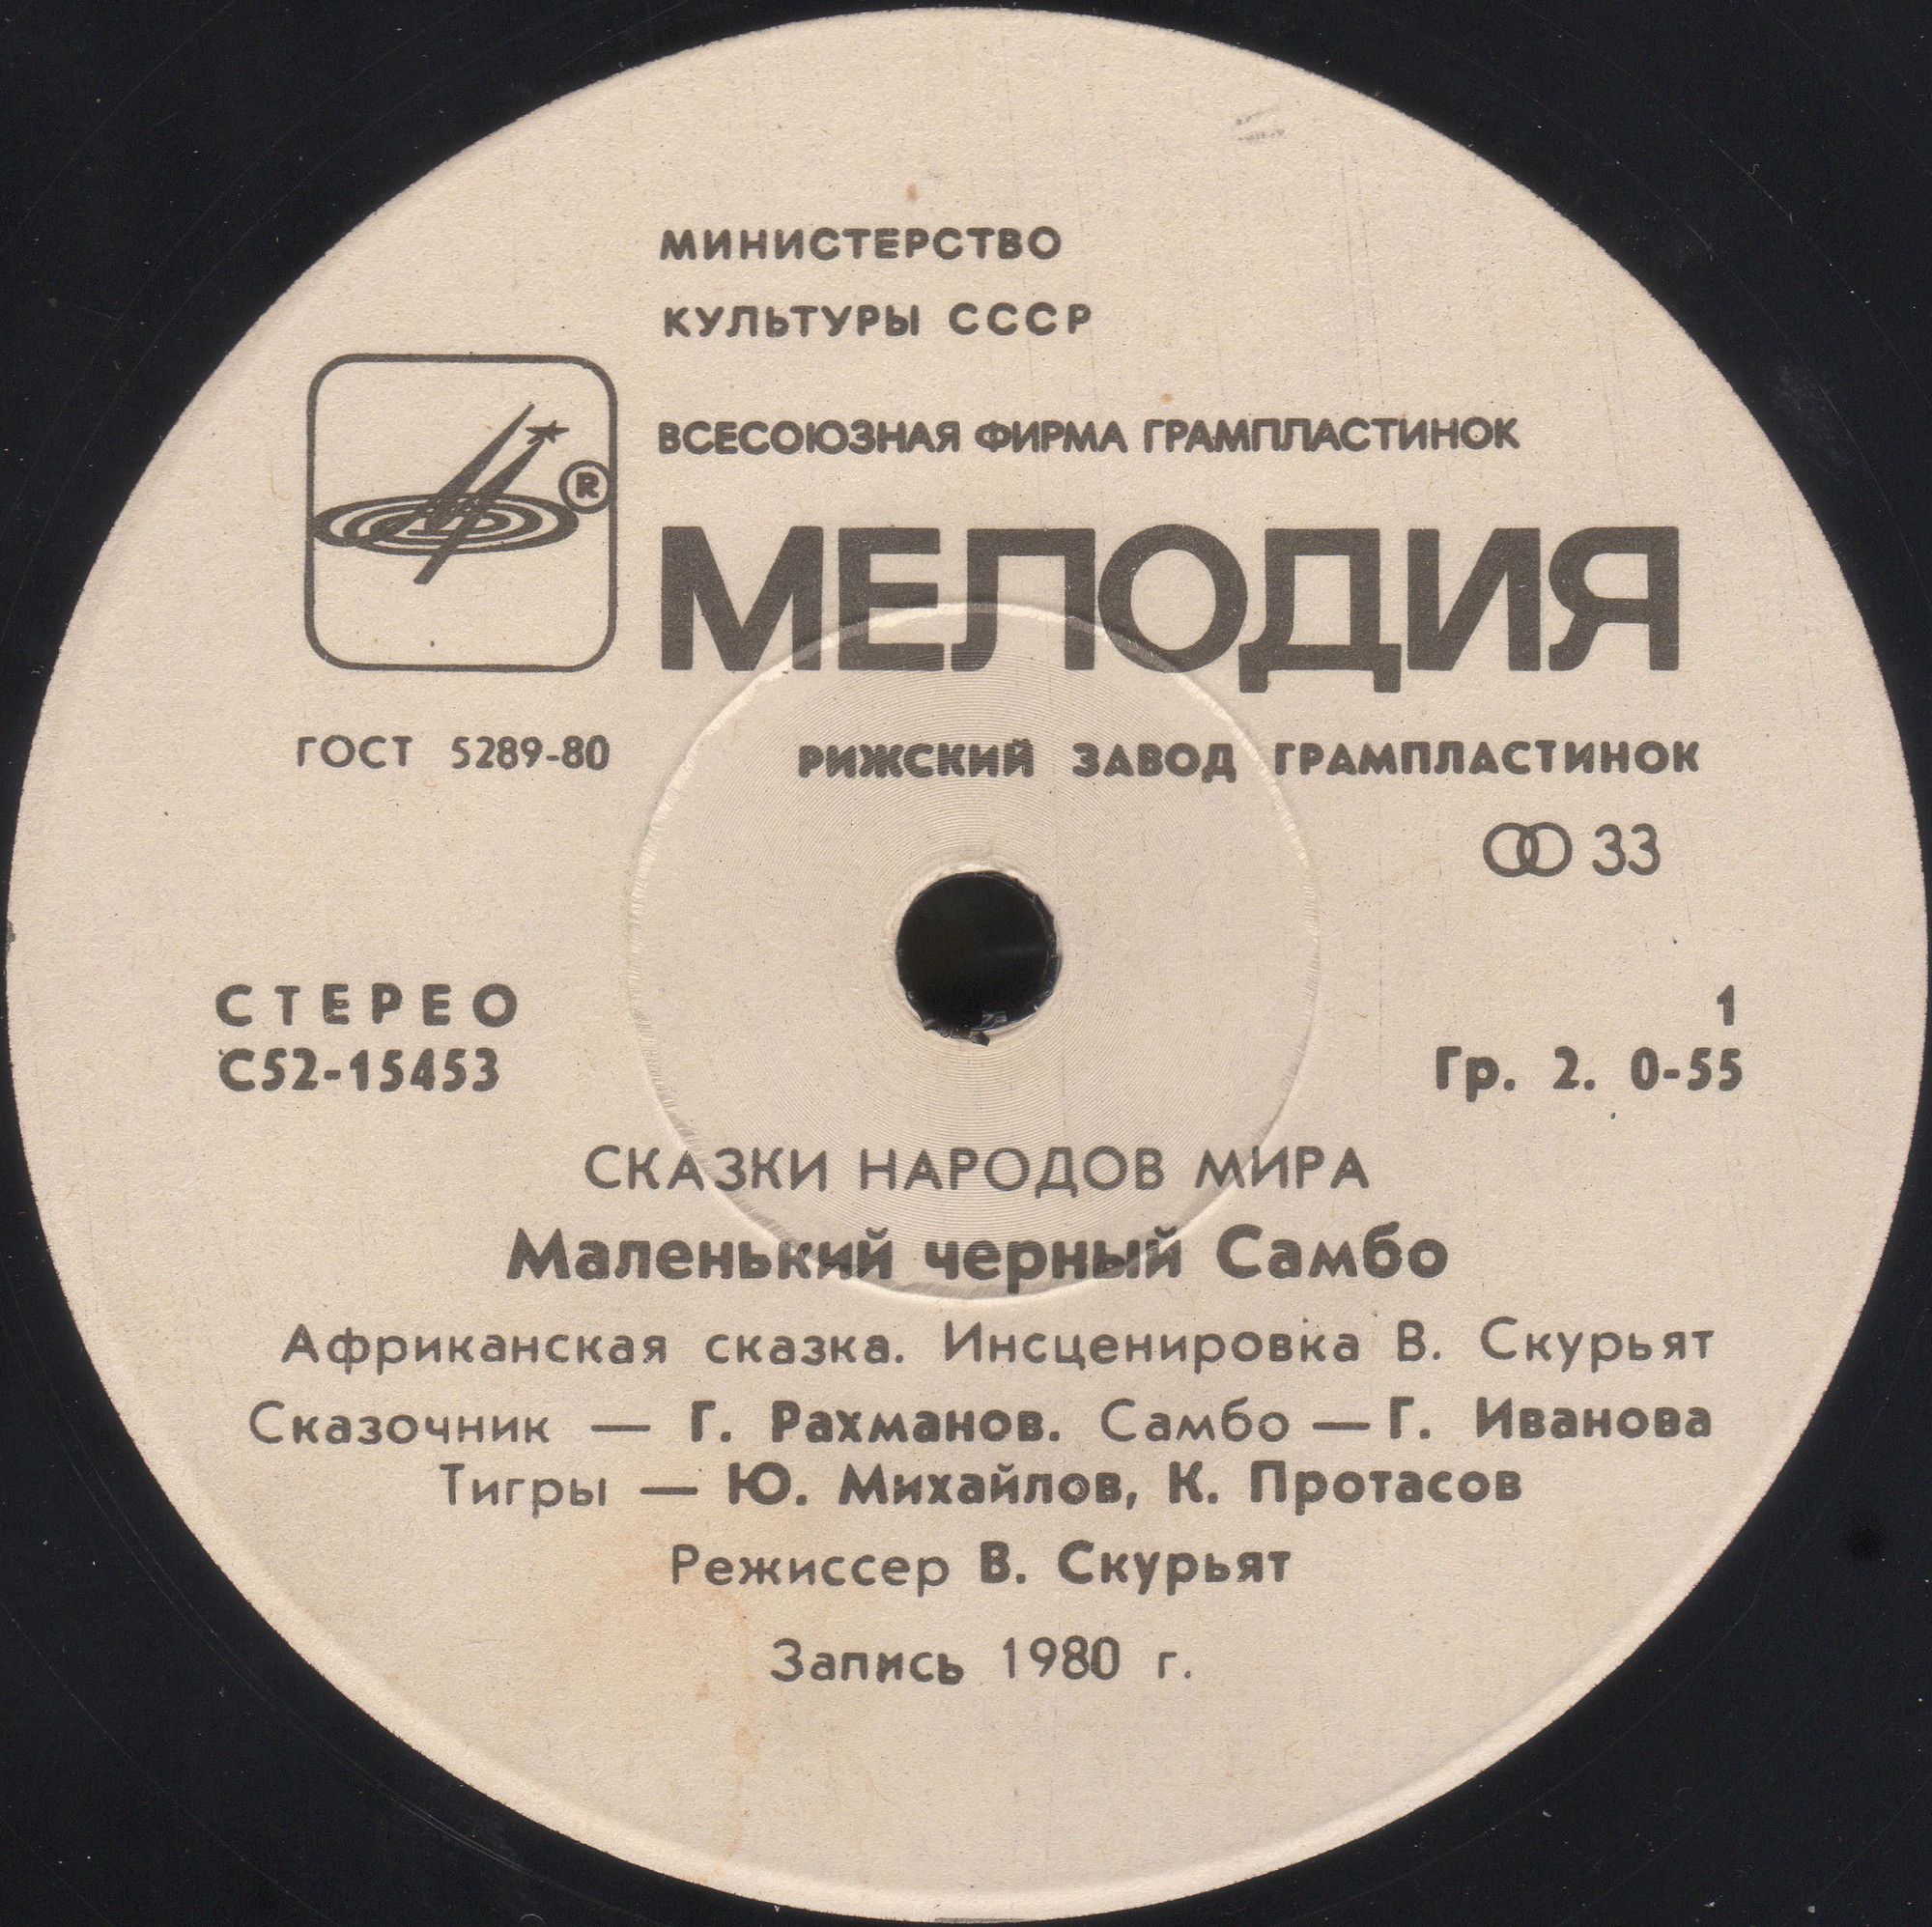 МИНИСТЕРСТВО
КУЛЬТУРЫ СССР
ВСЕСОЮЗНАЯ ФИРМА ГРАМПЛАСТИНОК
®
МЕЛОДИЯ
ГОСТ 5289-80
РИЖСКИЙ ЗАВОД ГРАМПЛАСТИНОК
33
СТЕРЕО
1
С52-15453
Гр. 2. 0-55
СКАЗКИ НАРОДОВ МИРА
Маленький черный Самбо
Африканская сказка. Инсценировка В. Скурьят
Сказочник — Г. Рахманов. Самбо — Г. Иванова
Тигры — Ю. Михайлов, К. Протасов
Режиссер В. Скурьят
Запись 1980 г.